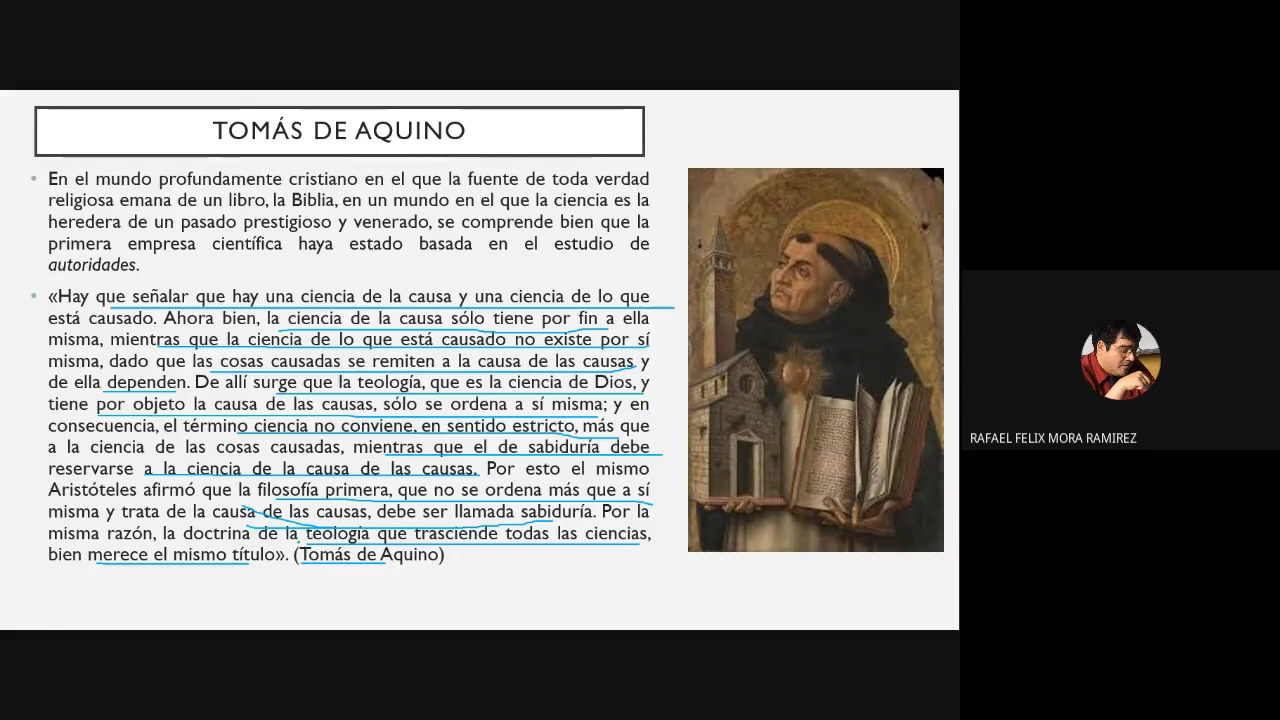 TOMÁS DE AQUINO
• En el mundo profundamente cristiano en el que la fuente de toda verdad
religiosa emana de un libro, la Biblia, en un mundo en el que la ciencia es la
heredera de un pasado prestigioso y venerado, se comprende bien que la
primera empresa científica haya estado basada en el estudio de
autoridades.
• «Hay que señalar que hay una ciencia de la causa y una ciencia de lo que
está causado. Ahora bien, la ciencia de la causa sólo tiene por fin a ella
misma, mientras que la ciencia de lo que está causado no existe por sí
misma, dado que las cosas causadas se remiten a la causa de las causas y
de ella dependen. De allí surge que la teología, que es la ciencia de Dios, y
tiene por objeto la causa de las causas, sólo se ordena a sí misma; y en
consecuencia, el término ciencia no conviene, en sentido estricto, más que
a la ciencia de las cosas causadas, mientras que el de sabiduría debe
reservarse a la ciencia de la causa de las causas. Por esto el mismo
Aristóteles afirmó que la filosofía primera, que no se ordena más que a sí
misma y trata de la causa de las causas, debe ser llamada sabiduría. Por la
misma razón, la doctrina de la teología que trasciende todas las ciencias,
bien merece el mismo título». (Tomás de Aquino)
RAFAEL FELIX MORA RAMIREZ